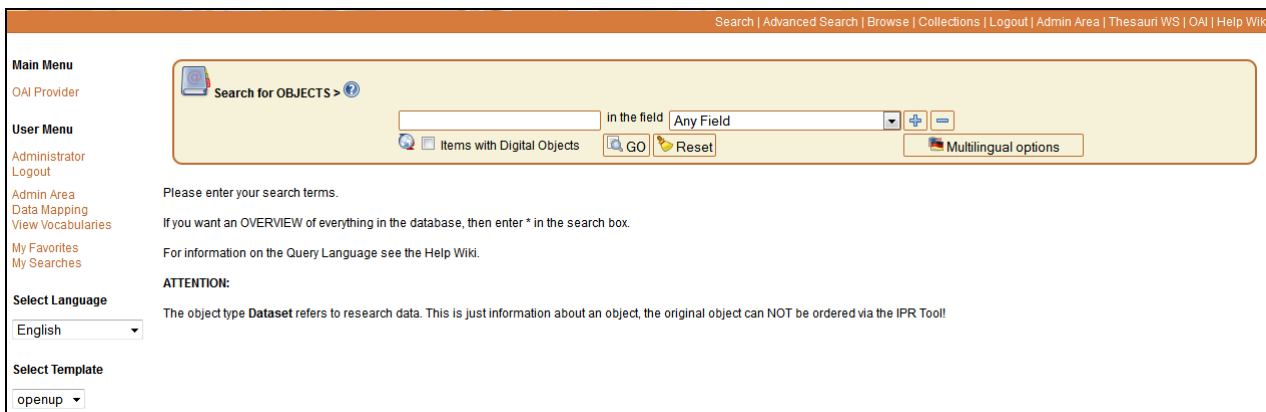 Search | Advanced Search | Browse | Collections | Logout | Admin Area | Thesauri WS | OAI | Help Wik
Main Menu
OAI Provider
User Menu
Administrator
Logout
Admin Area
Data Mapping
View Vocabularies
My Favorites
My Searches
Select Language
English
Select Template
openup
Search for OBJECTS >
in the field Any Field
Items with Digital Objects GO Reset Multilingual options
Please enter your search terms.
If you want an OVERVIEW of everything in the database, then enter * in the search box.
For information on the Query Language see the Help Wiki.
ATTENTION:
The object type Dataset refers to research data. This is just information about an object, the original object can NOT be ordered via the IPR Tool!